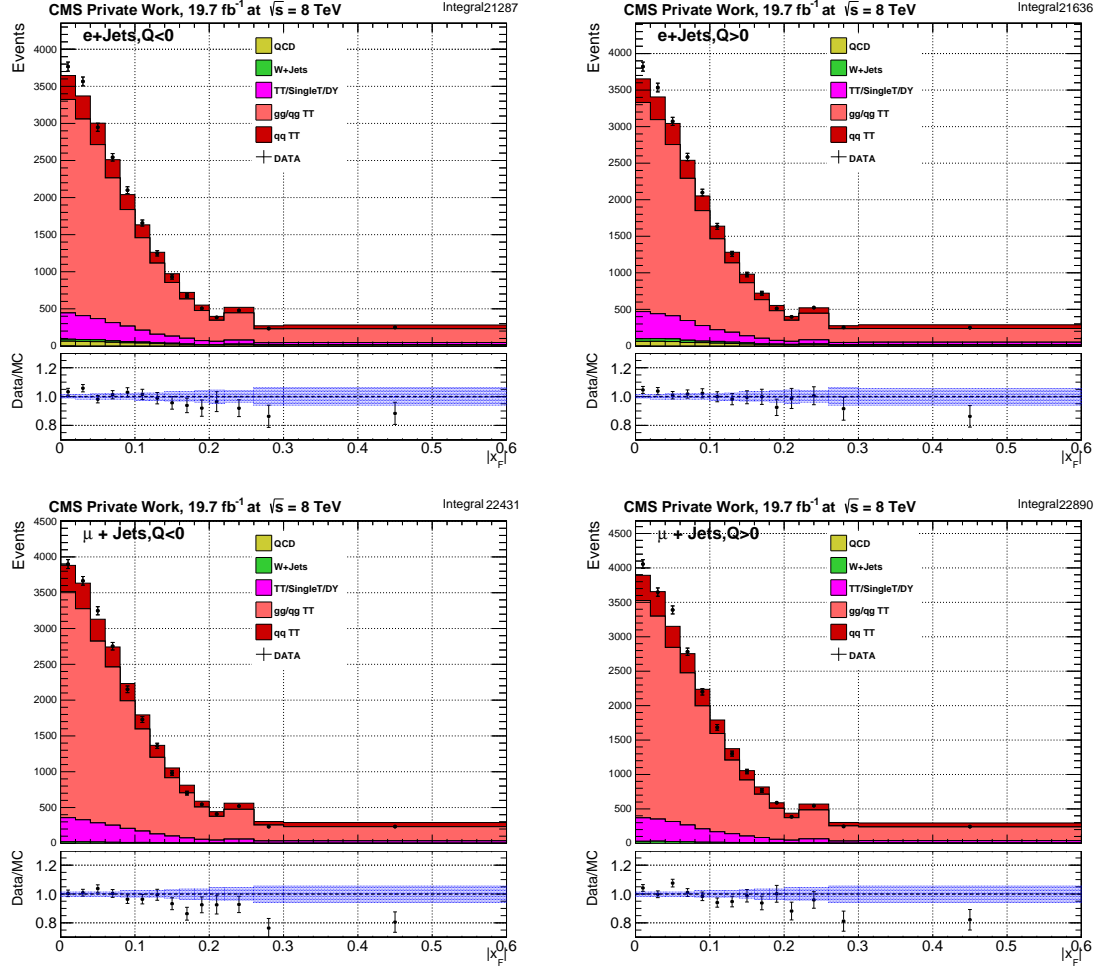 CMS Private Work, 19.7 fb⁻¹ at √s = 8 TeV Integral21287
e+Jets,Q<0
Events
4000
3500
3000
2500
2000
1500
1000
500
0
QCD
W+Jets
TT/SingleT/DY
gg/qg TT
qq TT
DATA
Data/MC
1.2
1.0
0.8
0 0.1 0.2 0.3 0.4 0.5 0.6
|x_F|
CMS Private Work, 19.7 fb⁻¹ at √s = 8 TeV Integral21636
e+Jets,Q>0
Events
4000
3500
3000
2500
2000
1500
1000
500
0
QCD
W+Jets
TT/SingleT/DY
gg/qg TT
qq TT
DATA
Data/MC
1.2
1.0
0.8
0 0.1 0.2 0.3 0.4 0.5 0.6
|x_F|
CMS Private Work, 19.7 fb⁻¹ at √s = 8 TeV Integral 22431
μ + Jets,Q<0
Events
4500
4000
3500
3000
2500
2000
1500
1000
500
0
QCD
W+Jets
TT/SingleT/DY
gg/qg TT
qq TT
DATA
Data/MC
1.2
1.0
0.8
0 0.1 0.2 0.3 0.4 0.5 0.6
|x_F|
CMS Private Work, 19.7 fb⁻¹ at √s = 8 TeV Integral 22890
μ + Jets,Q>0
Events
4500
4000
3500
3000
2500
2000
1500
1000
500
0
QCD
W+Jets
TT/SingleT/DY
gg/qg TT
qq TT
DATA
Data/MC
1.2
1.0
0.8
0 0.1 0.2 0.3 0.4 0.5 0.6
|x_F|